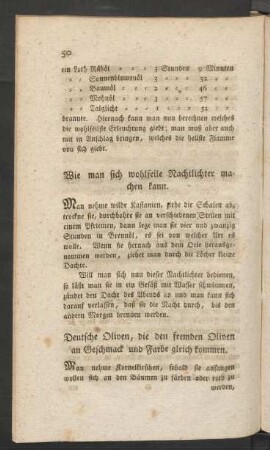 50
ein Loth Rüböl = = = 3 Stunden 9 Minuten
= = Sonnenblumenöl = = 3 = = 32 = =
= = Baumöl = = 2 = = 46 = =
= = Mohnöl = = 3 = = 57 = =
= = Talglicht = = 1 = = 52 = =
brannte. Hiernach kann man nun berechnen welches
die wohlfeilste Erleuchtung giebt; man muß aber auch
mit in Anschlag bringen, welches die hellste Flamme
von sich giebt.
Wie man sich wohlfeile Nachtlichter ma-
chen kann.
Man nehme wilde Kastanien, ziehe die Schalen ab,
trockne sie, durchbohre sie an verschiedenen Stellen mit
einem Pfriemen, dann lege man sie vier und zwanzig
Stunden in Brennöl, es sei von welcher Art es
wolle. Wenn sie hernach aus dem Oele herausge-
nommen werden, ziehet man durch die Löcher kleine
Dachte.
Will man sich nun dieser Nachtlichter bedienen,
so läßt man sie in ein Gefäß mit Wasser schwimmen,
zündet den Dacht des Abends an und man kann sich
darauf verlassen, daß sie die Nacht durch, bis den
andern Morgen brennen werden.
Deutsche Oliven, die den fremden Oliven
an Geschmack und Farbe gleich kommen.
Man nehme Kornelkirschen, sobald sie anfangen
wollen sich an den Bäumen zu färben oder roth zu
werden,